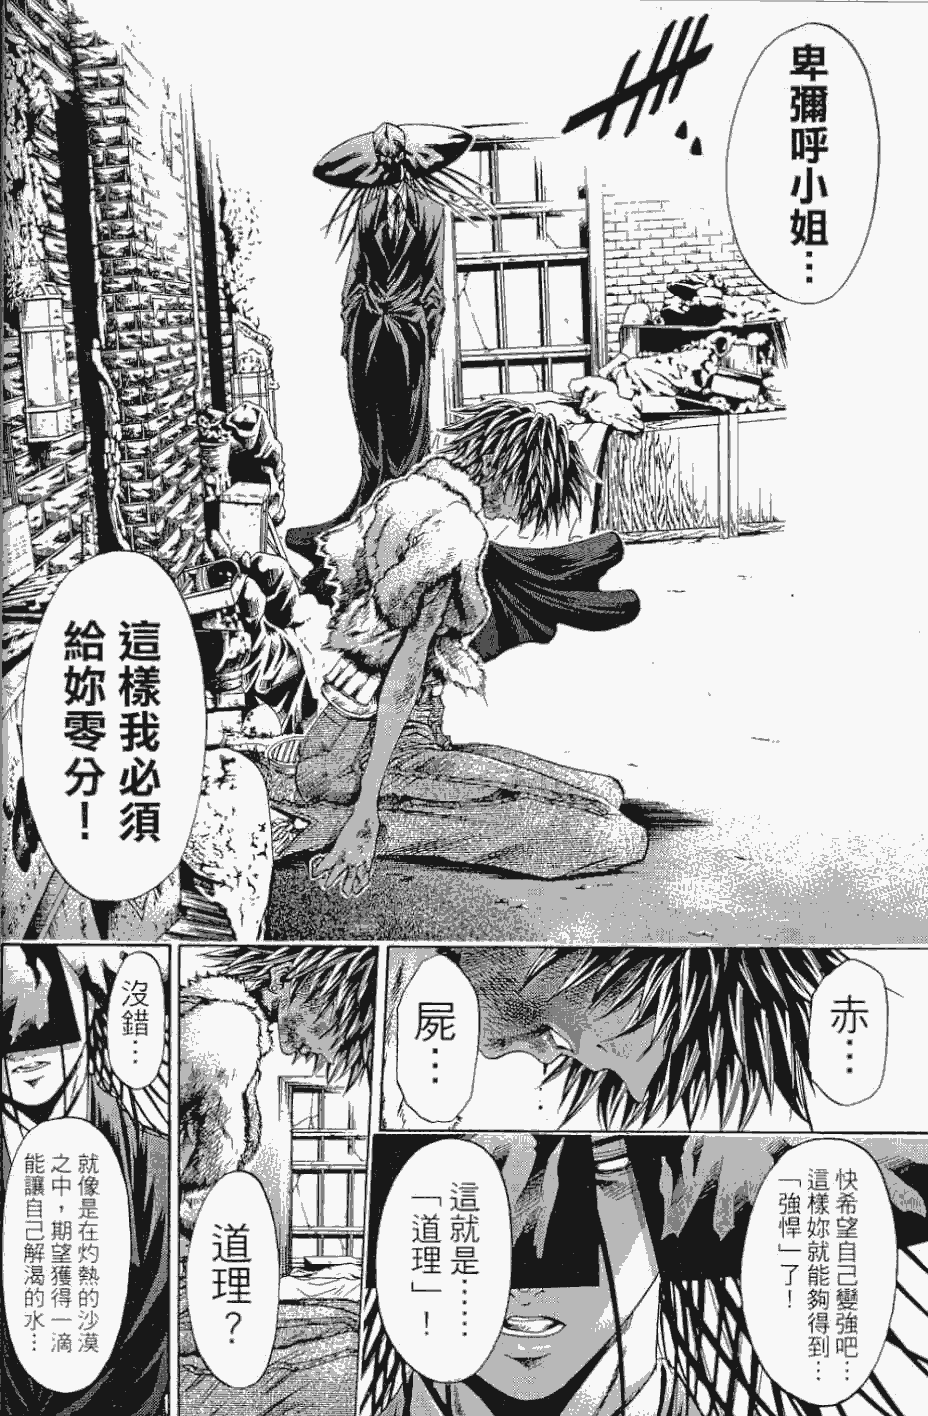 卑彌呼小姐…
這樣我必須
給妳零分！
赤…
屍…
快希望自己變強吧…
這樣妳就能夠得到…
「強悍」了！
這就是……
「道理」！
道理？
沒錯…
就像是在灼熱的沙漠
之中，期望獲得一滴
能讓自己解渴的水…